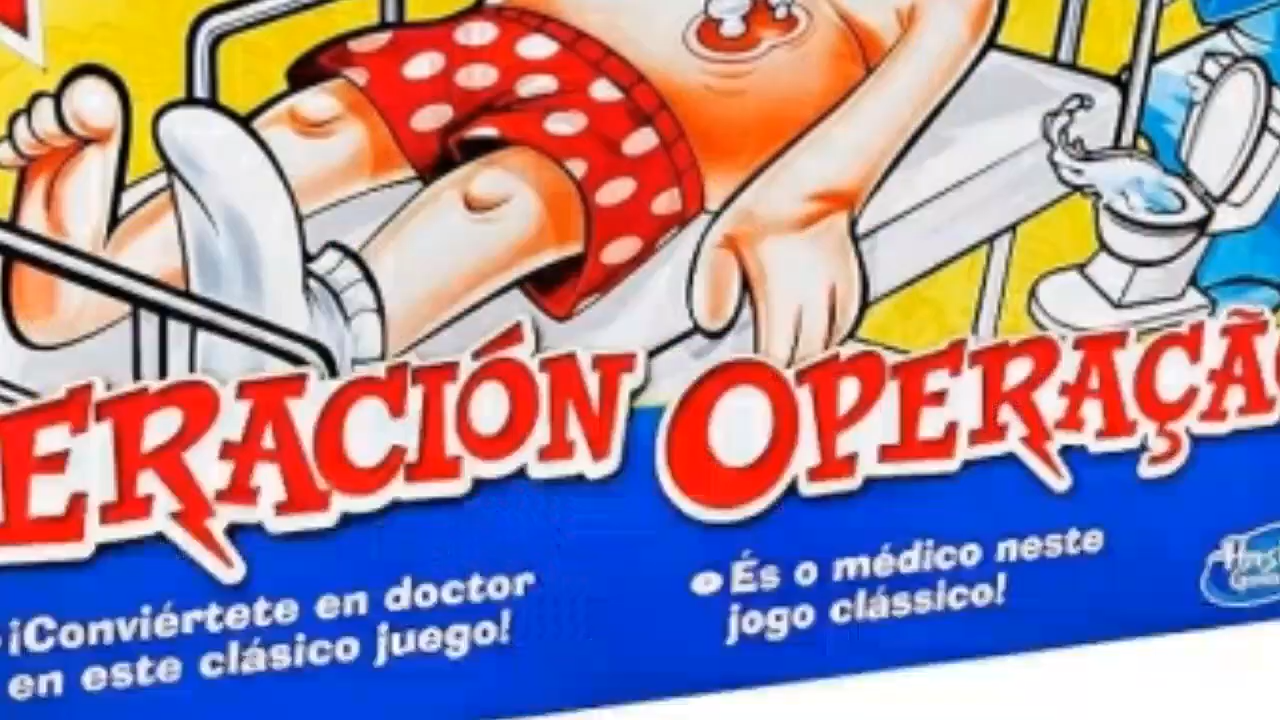 ERACIÓN OPERAÇÃ
¡Conviértete en doctor
en este clásico juego!
És o médico neste
jogo clássico!